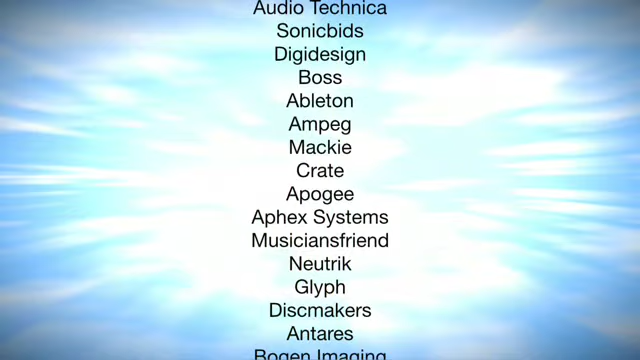 Audio Technica
Sonicbids
Digidesign
Boss
Ableton
Ampeg
Mackie
Crate
Apogee
Aphex Systems
Musiciansfriend
Neutrik
Glyph
Discmakers
Antares
Bogen Imaging